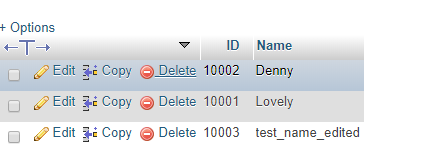 + Options
←T→ ID Name
Edit Copy Delete 10002 Denny
Edit Copy Delete 10001 Lovely
Edit Copy Delete 10003 test_name_edited